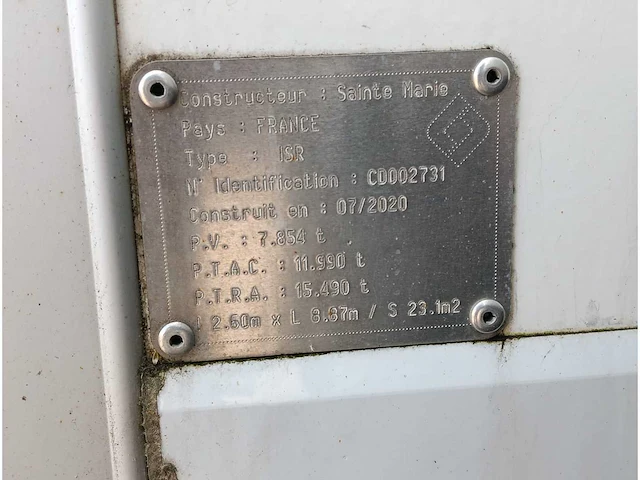 Constructeur : Sainte Marie
Pays : FRANCE
Type : ISR
N° Identification : CD002731
Construit en : 07/2020
P.V. : 7.854 t
P.T.A.C. : 11.990 t
P.T.R.A. : 15.490 t
l 2.60m x L 8.87m / S 23.1m2